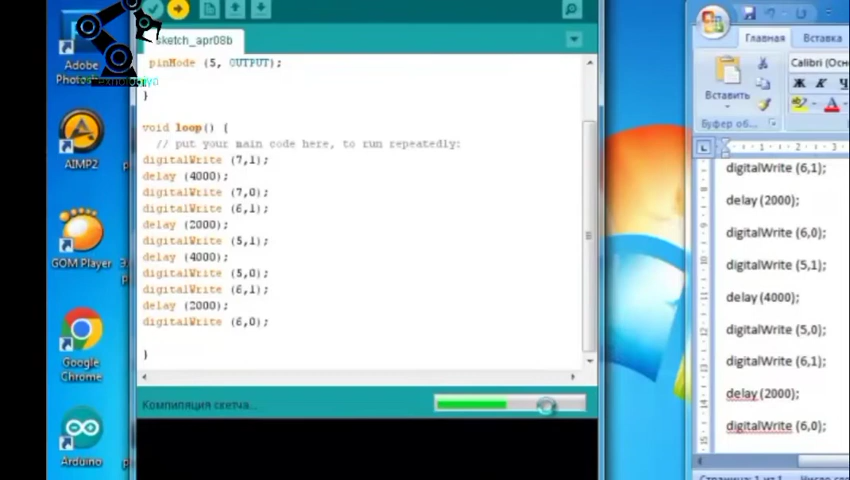 Adobe
AIMP2
GOM Player
Google
Chrome
Arduino
sketch_apr08b
pinMode (5, OUTPUT);
}
void loop() {
// put your main code here, to run repeatedly:
digitalWrite (7,1);
delay (4000);
digitalWrite (7,0);
digitalWrite (6,1);
delay (2000);
digitalWrite (5,1);
delay (4000);
digitalWrite (5,0);
digitalWrite (6,1);
delay (2000);
digitalWrite (6,0);
}
Компиляция скетча...
Главная
Вставка
Calibri (Осн
Вставить
Ж К Ч
Буфер об...
digitalWrite (6,1);
delay (2000);
digitalWrite (6,0);
digitalWrite (5,1);
delay (4000);
digitalWrite (5,0);
digitalWrite (6,1);
delay (2000);
digitalWrite (6,0);
Страница: 1 из 1